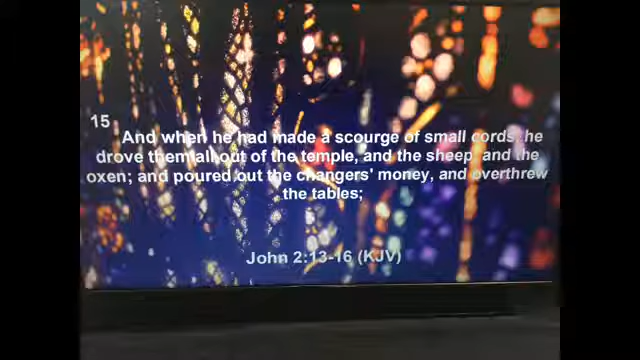 15
And when he had made a scourge of small cords, he
drove them all out of the temple, and the sheep, and the
oxen; and poured out the changers' money, and overthrew
the tables;
John 2:13-16 (KJV)